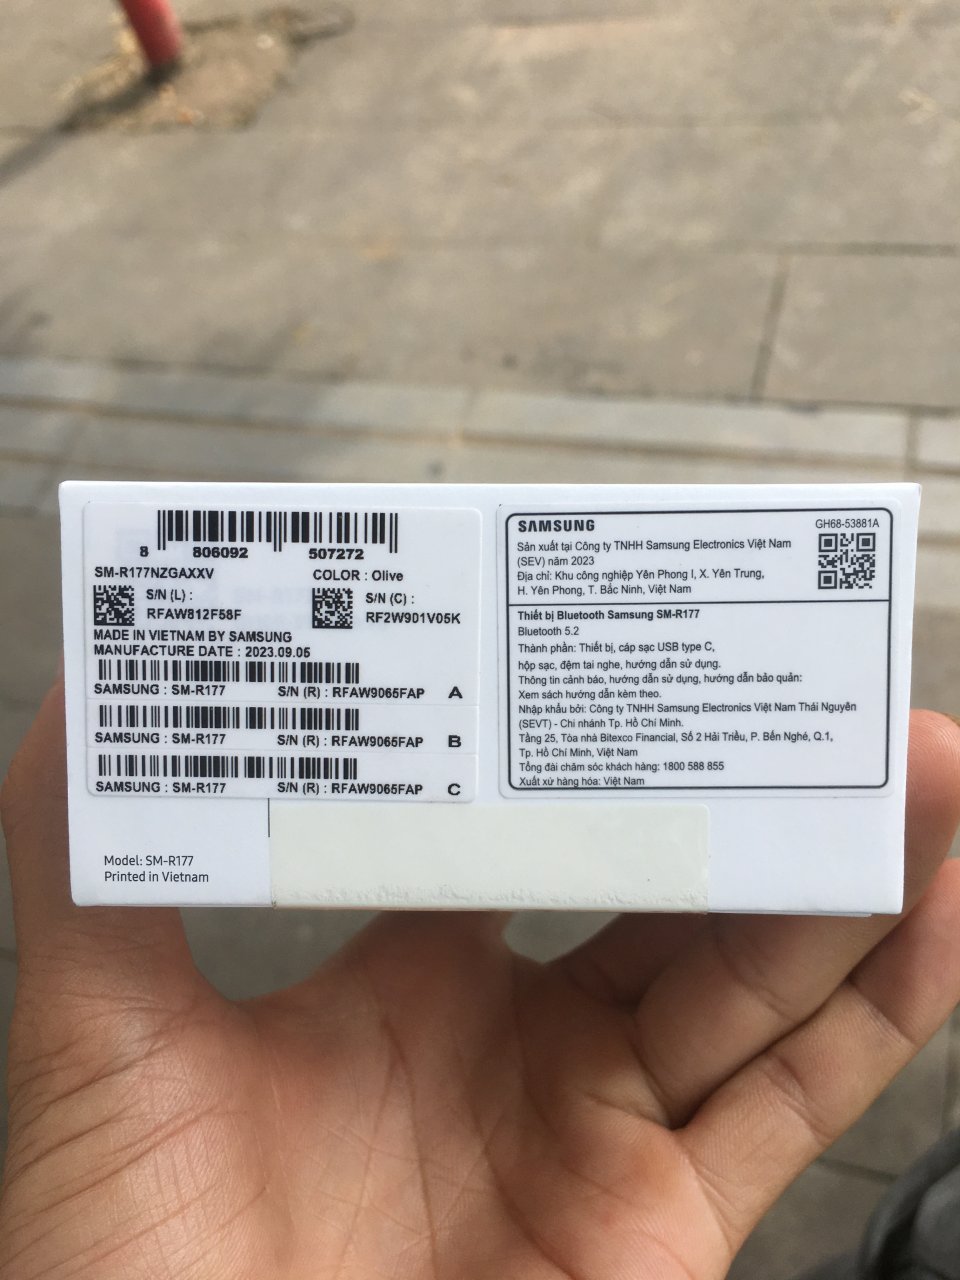 8 806092 507272
SM-R177NZGAXXV COLOR : Olive
S/N (L) :
RFAW812F58F
S/N (C) :
RF2W901V05K
MADE IN VIETNAM BY SAMSUNG
MANUFACTURE DATE : 2023.09.05
SAMSUNG : SM-R177 S/N (R) : RFAW9065FAP A
SAMSUNG : SM-R177 S/N (R) : RFAW9065FAP B
SAMSUNG : SM-R177 S/N (R) : RFAW9065FAP C
Model: SM-R177
Printed in Vietnam
SAMSUNG
GH68-53881A
Sản xuất tại Công ty TNHH Samsung Electronics Việt Nam
(SEV) năm 2023
Địa chỉ: Khu công nghiệp Yên Phong I, X. Yên Trung,
H. Yên Phong, T. Bắc Ninh, Việt Nam
Thiết bị Bluetooth Samsung SM-R177
Bluetooth 5.2
Thành phần: Thiết bị, cáp sạc USB type C,
hộp sạc, đệm tai nghe, hướng dẫn sử dụng.
Thông tin cảnh báo, hướng dẫn sử dụng, hướng dẫn bảo quản:
Xem sách hướng dẫn kèm theo.
Nhập khẩu bởi: Công ty TNHH Samsung Electronics Việt Nam Thái Nguyên
(SEVT) - Chi nhánh Tp. Hồ Chí Minh.
Tầng 25, Tòa nhà Bitexco Financial, Số 2 Hải Triều, P. Bến Nghé, Q.1,
Tp. Hồ Chí Minh, Việt Nam
Tổng đài chăm sóc khách hàng: 1800 588 855
Xuất xứ hàng hóa: Việt Nam